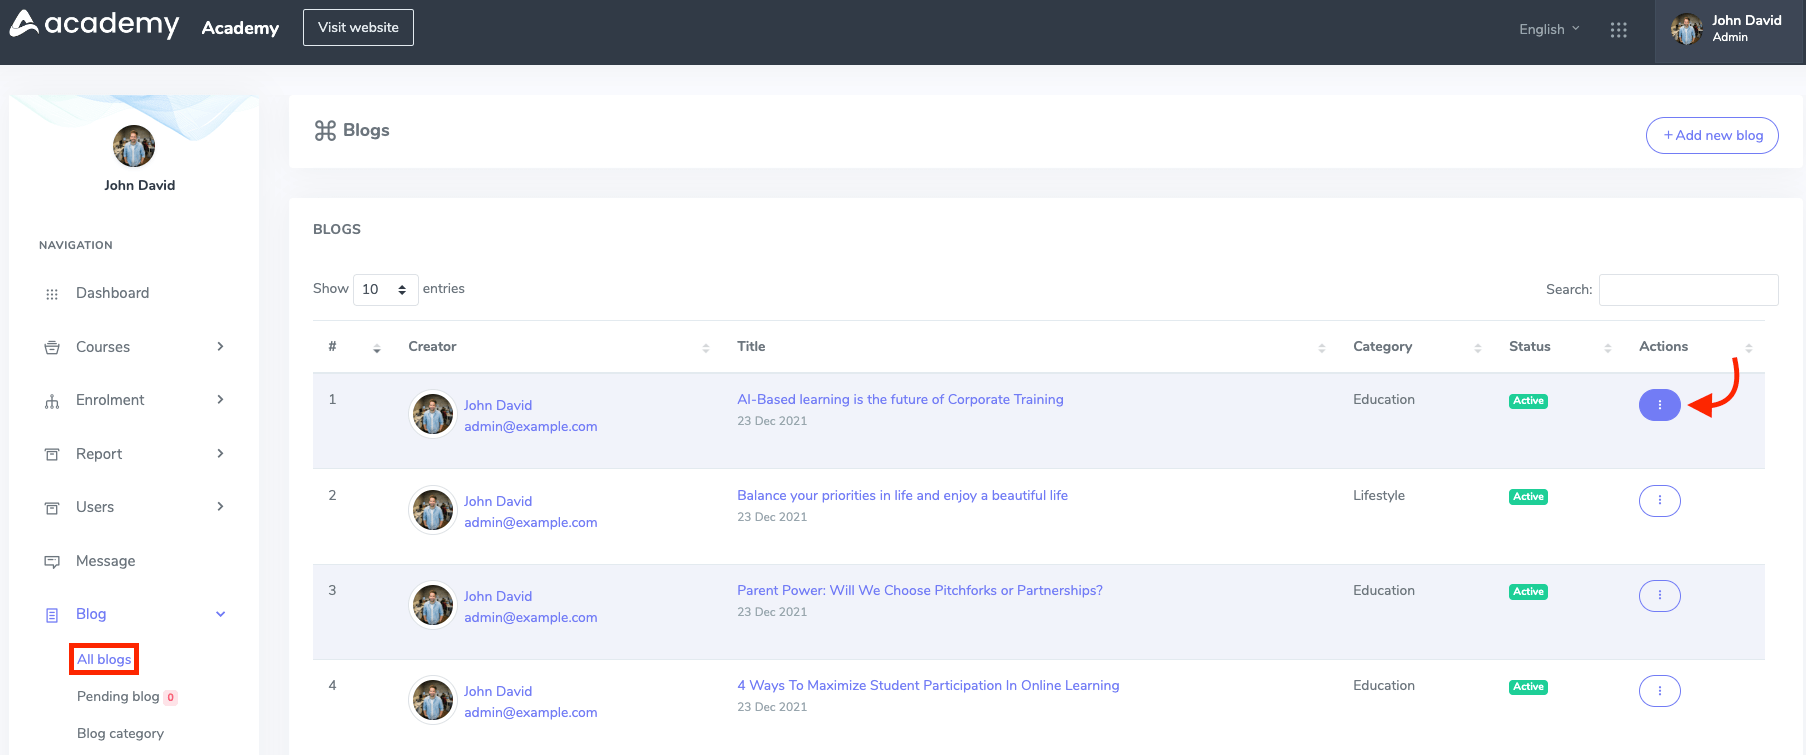 academy Academy Visit website English John David
Admin
John David
NAVIGATION
Dashboard
Courses
Enrolment
Report
Users
Message
Blog
All blogs
Pending blog 0
Blog category
Blogs
+ Add new blog
BLOGS
Show 10 entries
Search:
# Creator Title Category Status Actions
1 John David AI-Based learning is the future of Corporate Training Education Active
admin@example.com 23 Dec 2021
2 John David Balance your priorities in life and enjoy a beautiful life Lifestyle Active
admin@example.com 23 Dec 2021
3 John David Parent Power: Will We Choose Pitchforks or Partnerships? Education Active
admin@example.com 23 Dec 2021
4 John David 4 Ways To Maximize Student Participation In Online Learning Education Active
admin@example.com 23 Dec 2021